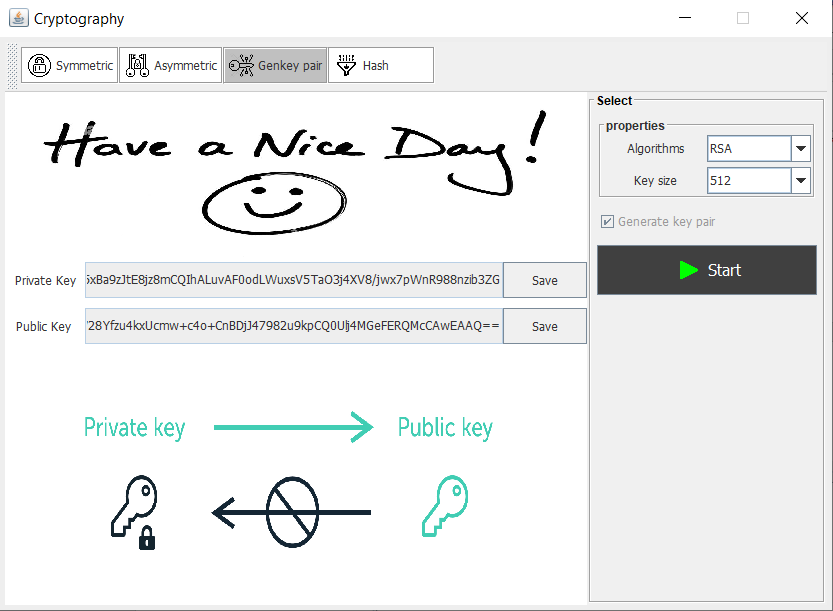 Cryptography
Symmetric
Asymmetric
Genkey pair
Hash
Have a Nice Day!
Select
properties
Algorithms
RSA
Key size
512
Generate key pair
Start
Private Key
5xBa9zJtE8jz8mCQIhALuvAF0odLWuxsV5TaO3j4XV8/jwx7pWnR988nzib3ZG
Save
Public Key
'28Yfzu4kxUcmw+c4o+CnBDjJ47982u9kpCQ0Ulj4MGeFERQMcCAwEAAQ==
Save
Private key
Public key